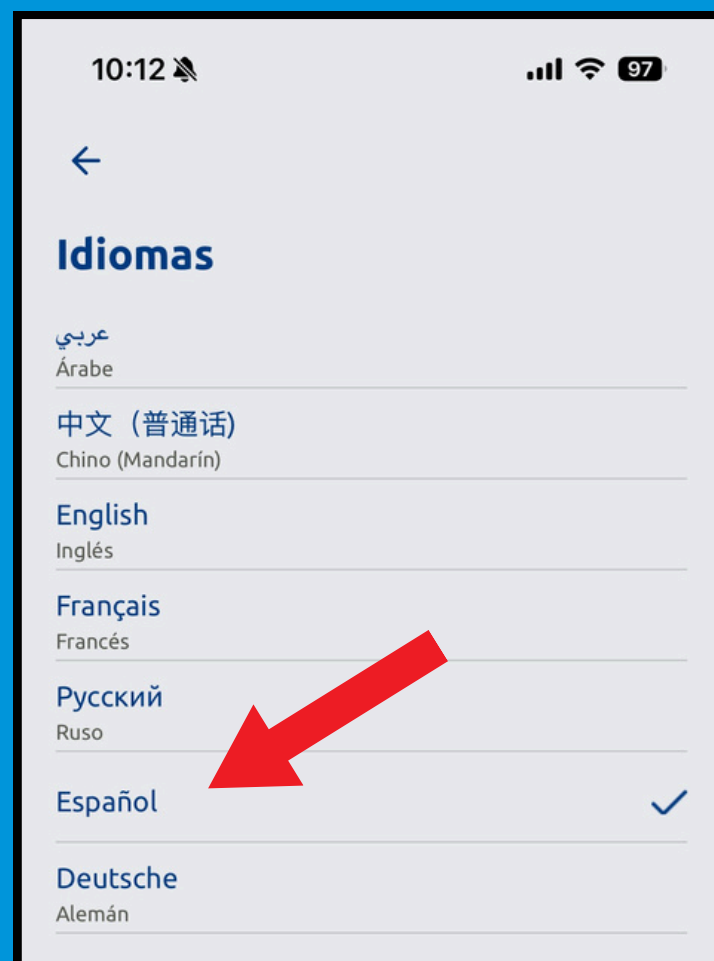 10:12
97
Idiomas
عربي
Árabe
中文（普通话)
Chino (Mandarín)
English
Inglés
Français
Francés
Русский
Ruso
Español
Deutsche
Alemán